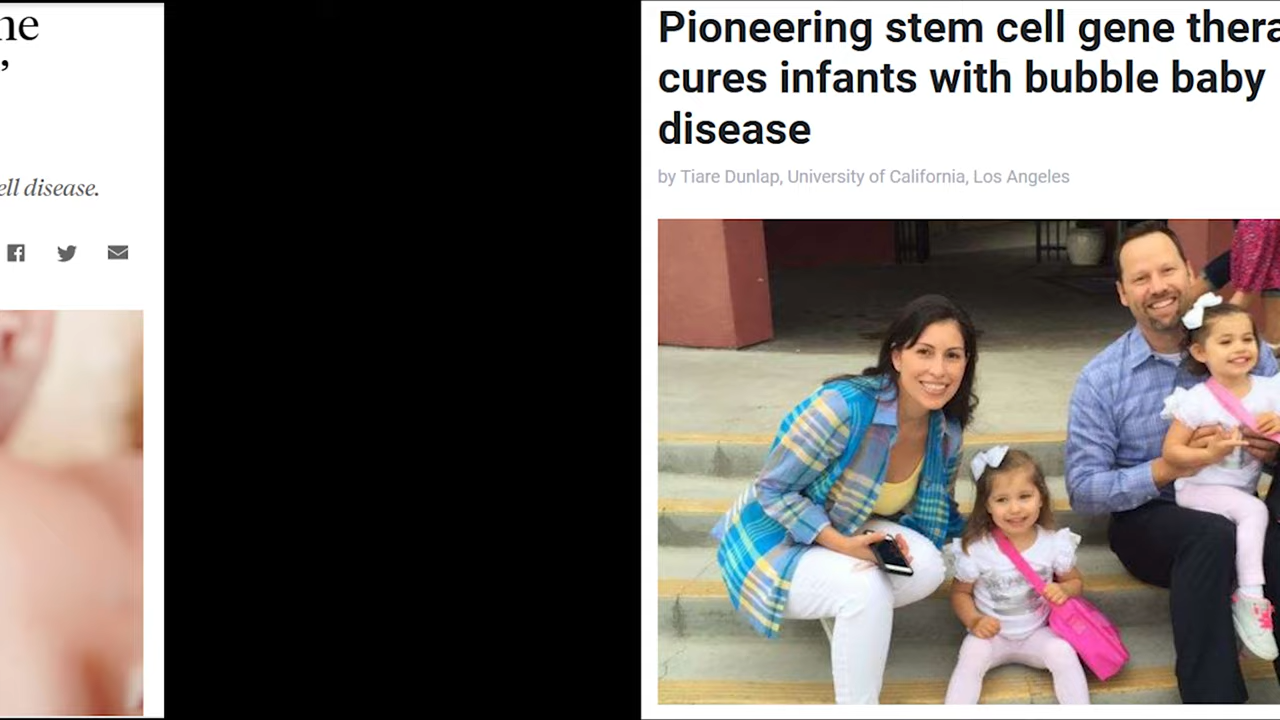 ne
’
ell disease.
Pioneering stem cell gene thera
cures infants with bubble baby
disease
by Tiare Dunlap, University of California, Los Angeles